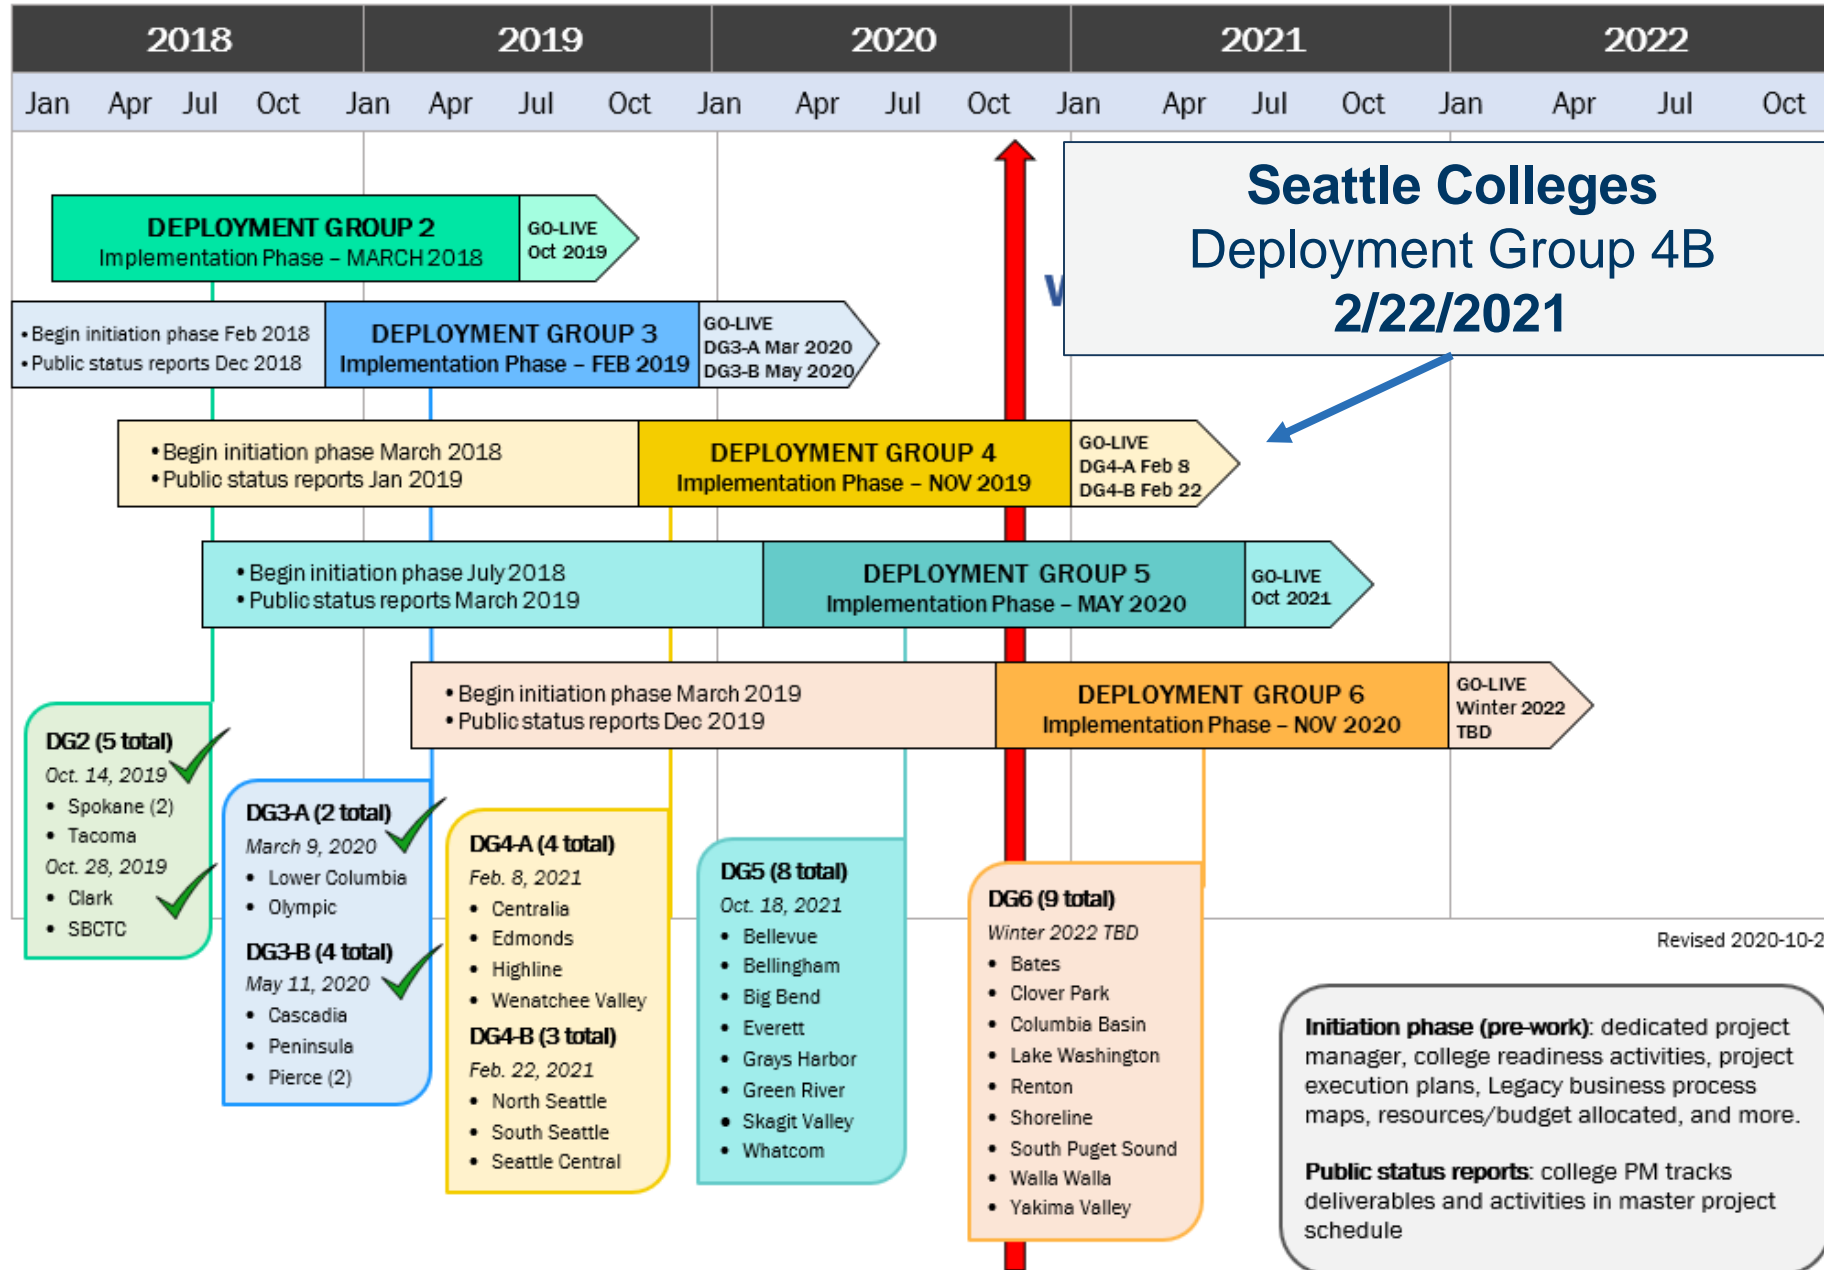 2018 2019 2020 2021 2022
Jan Apr Jul Oct Jan Apr Jul Oct Jan Apr Jul Oct Jan Apr Jul Oct Jan Apr Jul Oct
Seattle Colleges
Deployment Group 4B
2/22/2021
DEPLOYMENT GROUP 2
Implementation Phase – MARCH 2018
GO-LIVE
Oct 2019
• Begin initiation phase Feb 2018
• Public status reports Dec 2018
DEPLOYMENT GROUP 3
Implementation Phase – FEB 2019
GO-LIVE
DG3-A Mar 2020
DG3-B May 2020
• Begin initiation phase March 2018
• Public status reports Jan 2019
DEPLOYMENT GROUP 4
Implementation Phase – NOV 2019
GO-LIVE
DG4-A Feb 8
DG4-B Feb 22
• Begin initiation phase July 2018
• Public status reports March 2019
DEPLOYMENT GROUP 5
Implementation Phase – MAY 2020
GO-LIVE
Oct 2021
• Begin initiation phase March 2019
• Public status reports Dec 2019
DEPLOYMENT GROUP 6
Implementation Phase – NOV 2020
GO-LIVE
Winter 2022
TBD
DG2 (5 total)
Oct. 14, 2019
• Spokane (2)
• Tacoma
Oct. 28, 2019
• Clark
• SBCTC
DG3-A (2 total)
March 9, 2020
• Lower Columbia
• Olympic
DG3-B (4 total)
May 11, 2020
• Cascadia
• Peninsula
• Pierce (2)
DG4-A (4 total)
Feb. 8, 2021
• Centralia
• Edmonds
• Highline
• Wenatchee Valley
DG4-B (3 total)
Feb. 22, 2021
• North Seattle
• South Seattle
• Seattle Central
DG5 (8 total)
Oct. 18, 2021
• Bellevue
• Bellingham
• Big Bend
• Everett
• Grays Harbor
• Green River
• Skagit Valley
• Whatcom
DG6 (9 total)
Winter 2022 TBD
• Bates
• Clover Park
• Columbia Basin
• Lake Washington
• Renton
• Shoreline
• South Puget Sound
• Walla Walla
• Yakima Valley
Revised 2020-10-2
Initiation phase (pre-work): dedicated project
manager, college readiness activities, project
execution plans, Legacy business process
maps, resources/budget allocated, and more.
Public status reports: college PM tracks
deliverables and activities in master project
schedule